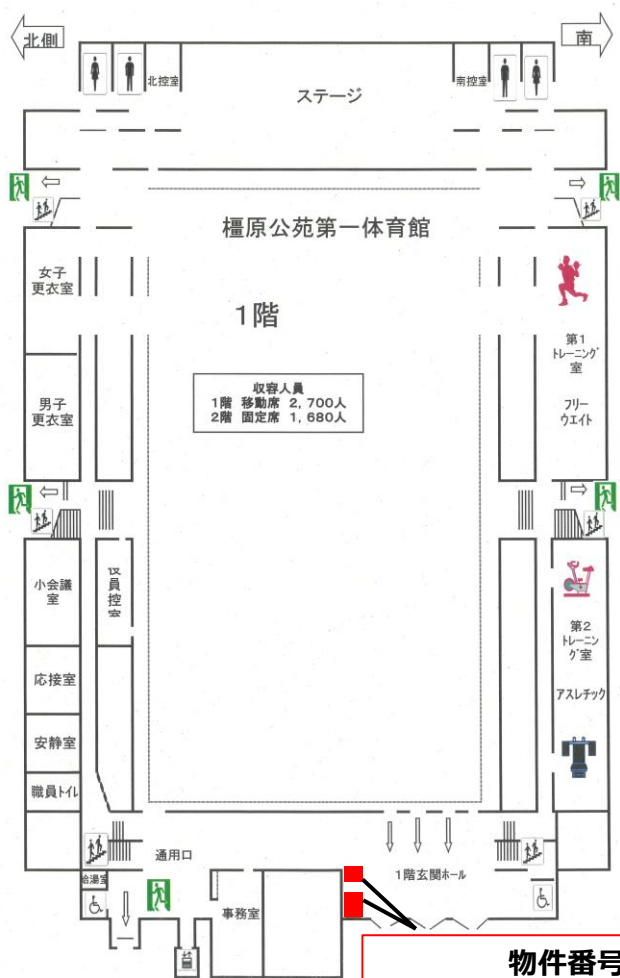 北側
南
北控室
ステージ
南控室
橿原公苑第一体育館
1階
女子
更衣室
第1
トレーニング
室
フリー
ウエイト
収容人員
1階 移動席 2,700人
2階 固定席 1,680人
男子
更衣室
小会議
室
役員控室
第2
トレーニン
グ室
アスレチック
応接室
安静室
職員トイレ
通用口
1階玄関ホール
給湯室
事務室
物件番号